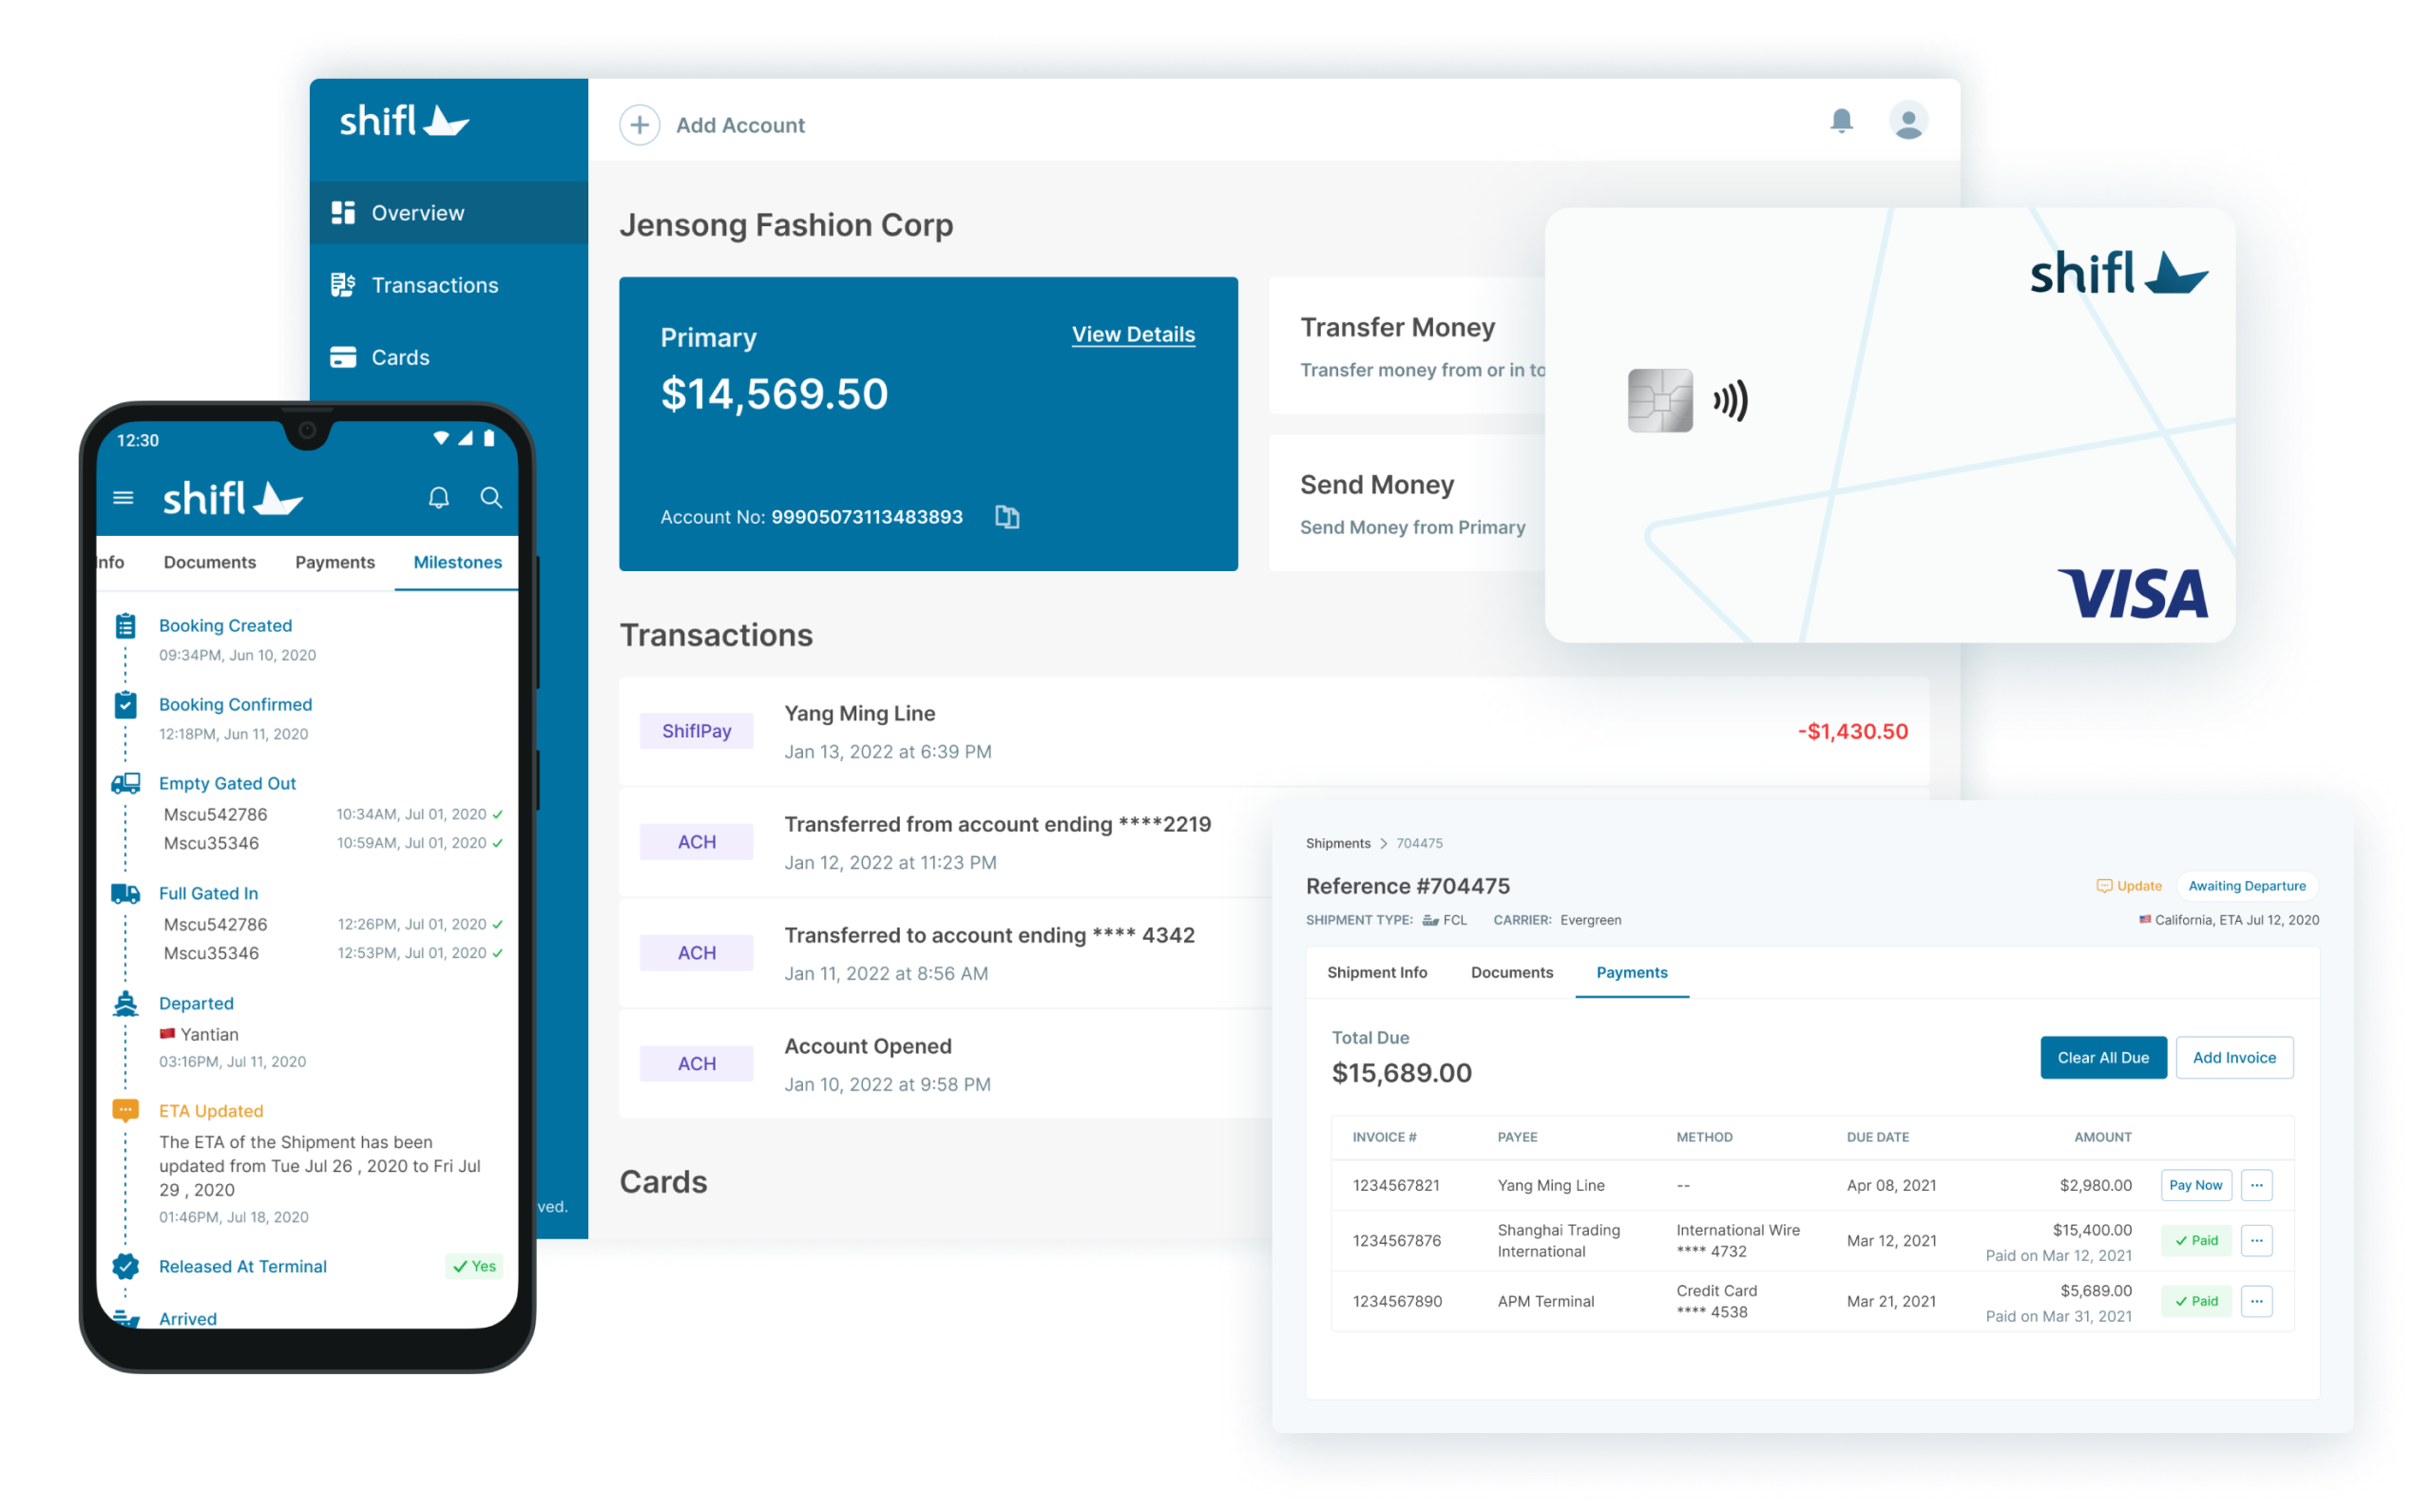 shifl
Add Account
Overview
Transactions
Cards
ved.
Jensong Fashion Corp
Primary
View Details
$14,569.50
Account No: 99905073113483893
Transfer Money
Transfer money from or in to
Send Money
Send Money from Primary
Transactions
ShiflPay
Yang Ming Line
Jan 13, 2022 at 6:39 PM
-$1,430.50
ACH
Transferred from account ending ****2219
Jan 12, 2022 at 11:23 PM
ACH
Transferred to account ending **** 4342
Jan 11, 2022 at 8:56 AM
ACH
Account Opened
Jan 10, 2022 at 9:58 PM
Cards
shifl
VISA
12:30
shifl
nfo Documents Payments Milestones
Booking Created
09:34PM, Jun 10, 2020
Booking Confirmed
12:18PM, Jun 11, 2020
Empty Gated Out
Mscu542786 10:34AM, Jul 01, 2020
Mscu35346 10:59AM, Jul 01, 2020
Full Gated In
Mscu542786 12:26PM, Jul 01, 2020
Mscu35346 12:53PM, Jul 01, 2020
Departed
Yantian
03:16PM, Jul 11, 2020
ETA Updated
The ETA of the Shipment has been
updated from Tue Jul 26 , 2020 to Fri Jul
29 , 2020
01:46PM, Jul 18, 2020
Released At Terminal Yes
Arrived
Shipments > 704475
Reference #704475
Update Awaiting Departure
SHIPMENT TYPE: FCL CARRIER: Evergreen
California, ETA Jul 12, 2020
Shipment Info Documents Payments
Total Due
$15,689.00
Clear All Due Add Invoice
INVOICE # PAYEE METHOD DUE DATE AMOUNT
1234567821 Yang Ming Line -- Apr 08, 2021 $2,980.00 Pay Now
1234567876 Shanghai Trading International International Wire **** 4732 Mar 12, 2021 $15,400.00 Paid on Mar 12, 2021 Paid
1234567890 APM Terminal Credit Card **** 4538 Mar 21, 2021 $5,689.00 Paid on Mar 31, 2021 Paid